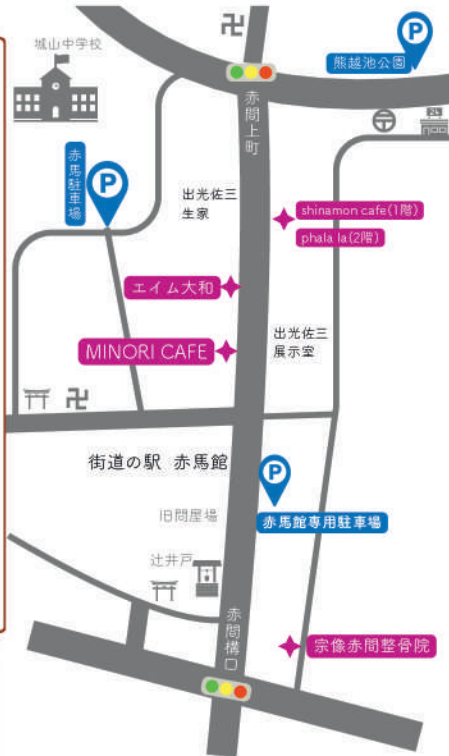 城山中学校
熊越池公園
P
赤間上町
24
赤馬駐車場
P
出光佐三
生家
shinamon cafe(1階)
phala la(2階)
エイム大和
MINORI CAFE
出光佐三
展示室
街道の駅 赤馬館
P
赤馬館専用駐車場
旧問屋場
辻井戸
赤間構口
宗像赤間整骨院